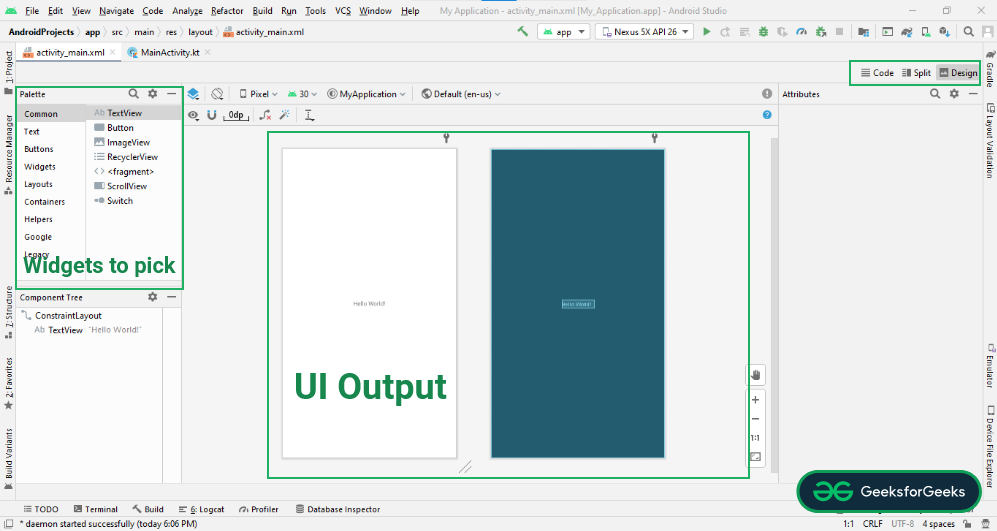 File Edit View Navigate Code Analyze Refactor Build Run Tools VCS Window Help My Application - activity_main.xml [My_Application.app] - Android Studio
AndroidProjects app src main res layout activity_main.xml app Nexus 5X API 26
activity_main.xml MainActivity.kt
Code Split Design
Palette Pixel 30 MyApplication Default (en-us) Attributes
0dp
Common
Text
Buttons
Widgets
Layouts
Containers
Helpers
Google
Legacy
Ab TextView
Button
ImageView
RecyclerView
<fragment>
ScrollView
Switch
Widgets to pick
Component Tree
ConstraintLayout
Ab TextView "Hello World!"
Hello World!
Hello World!
UI Output
1:1
1: Project
Resource Manager
7: Structure
2: Favorites
Build Variants
Gradle
Layout Validation
Emulator
Device File Explorer
GeeksforGeeks
TODO Terminal Build 6: Logcat Profiler Database Inspector
* daemon started successfully (today 6:06 PM) 1:1 CRLF UTF-8 4 spaces